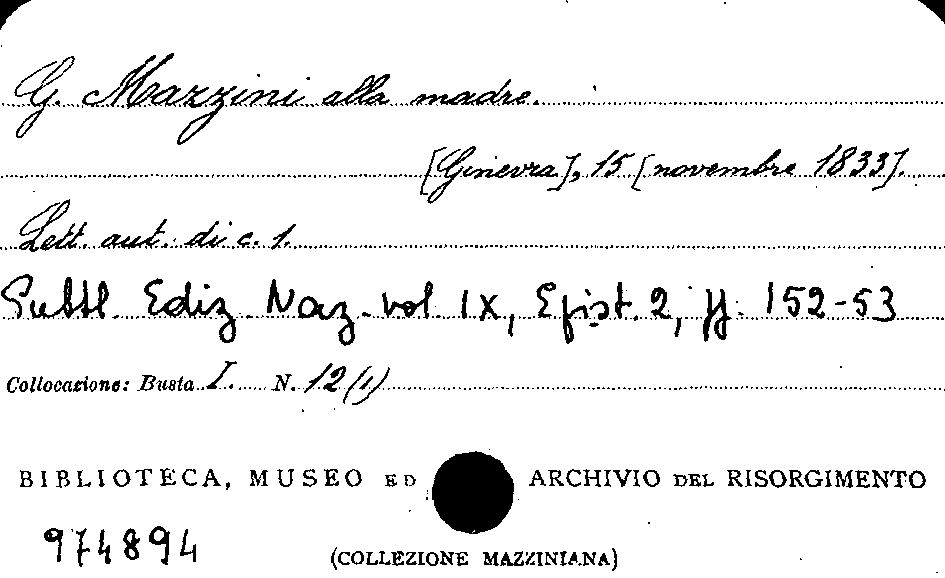 G. Mazzini alla madre.
[Ginevra], 15 [novembre 1833].
Lett. aut. di c. 1.
Pubbl. Ediz. Naz. vol. IX, Epist. 2, pp. 152-53
Collocazione: Busta I. N. 12 (1)
BIBLIOTECA, MUSEO ED ARCHIVIO DEL RISORGIMENTO
974894
(COLLEZIONE MAZZINIANA)